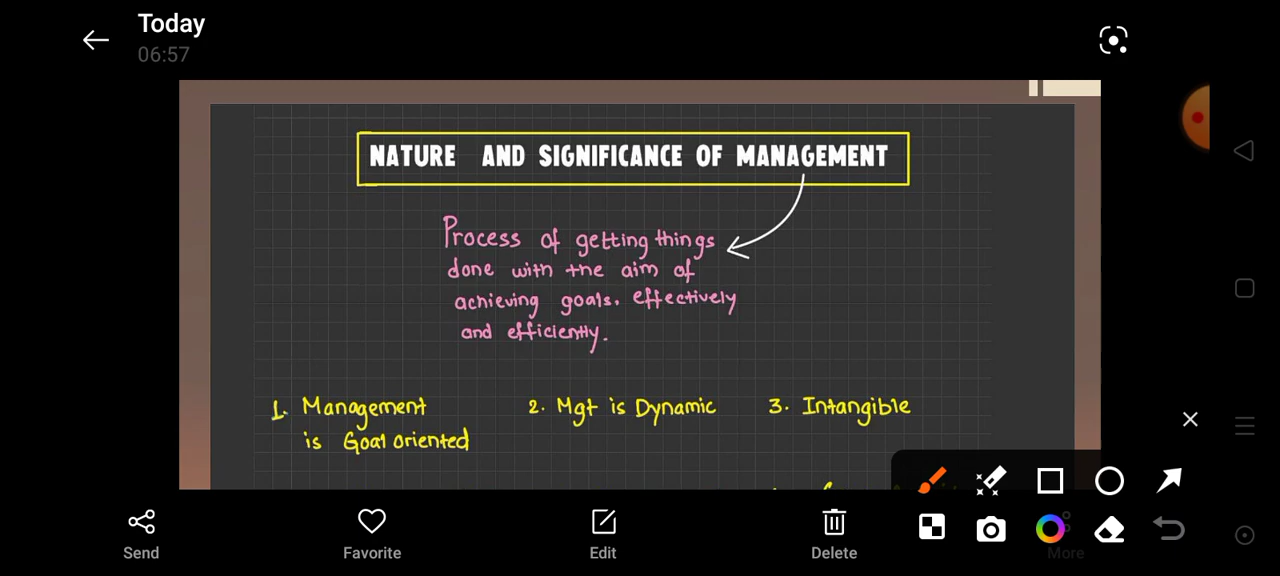 Today
06:57
NATURE AND SIGNIFICANCE OF MANAGEMENT
Process of getting things
done with the aim of
achieving goals. effectively
and efficiently.
1. Management
is Goal oriented
2. Mgt is Dynamic
3. Intangible
Send
Favorite
Edit
Delete
More